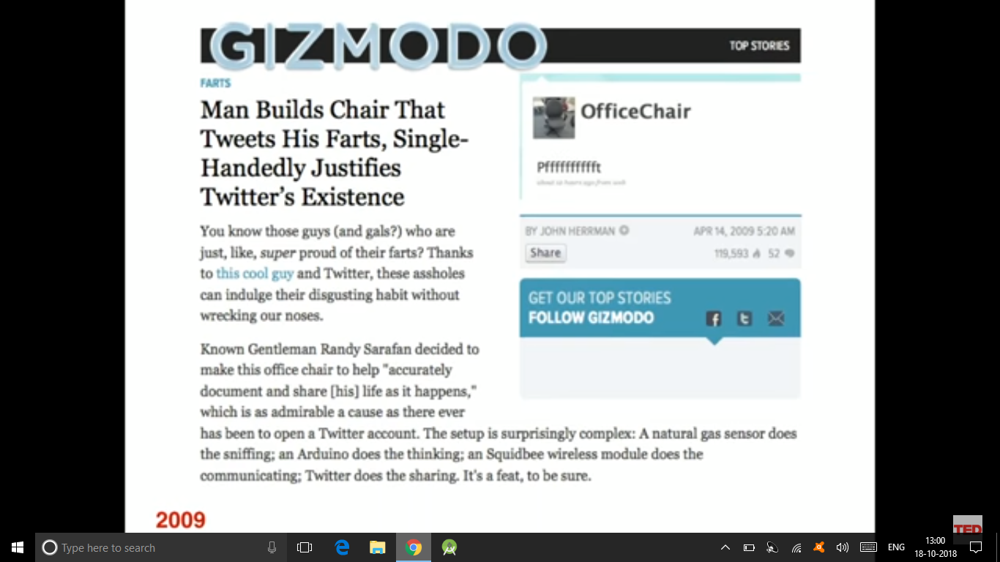 GIZMODO
TOP STORIES
FARTS
Man Builds Chair That
Tweets His Farts, Single-
Handedly Justifies
Twitter's Existence
You know those guys (and gals?) who are
just, like, super proud of their farts? Thanks
to this cool guy and Twitter, these assholes
can indulge their disgusting habit without
wrecking our noses.
Known Gentleman Randy Sarafan decided to
make this office chair to help "accurately
document and share [his] life as it happens,"
which is as admirable a cause as there ever
has been to open a Twitter account. The setup is surprisingly complex: A natural gas sensor does
the sniffing; an Arduino does the thinking; an Squidbee wireless module does the
communicating; Twitter does the sharing. It's a feat, to be sure.
OfficeChair
Pffffffffffft
BY JOHN HERRMAN
APR 14, 2009 5:20 AM
Share
119,593 52
GET OUR TOP STORIES
FOLLOW GIZMODO
2009
TED
Type here to search
ENG
13:00
18-10-2018